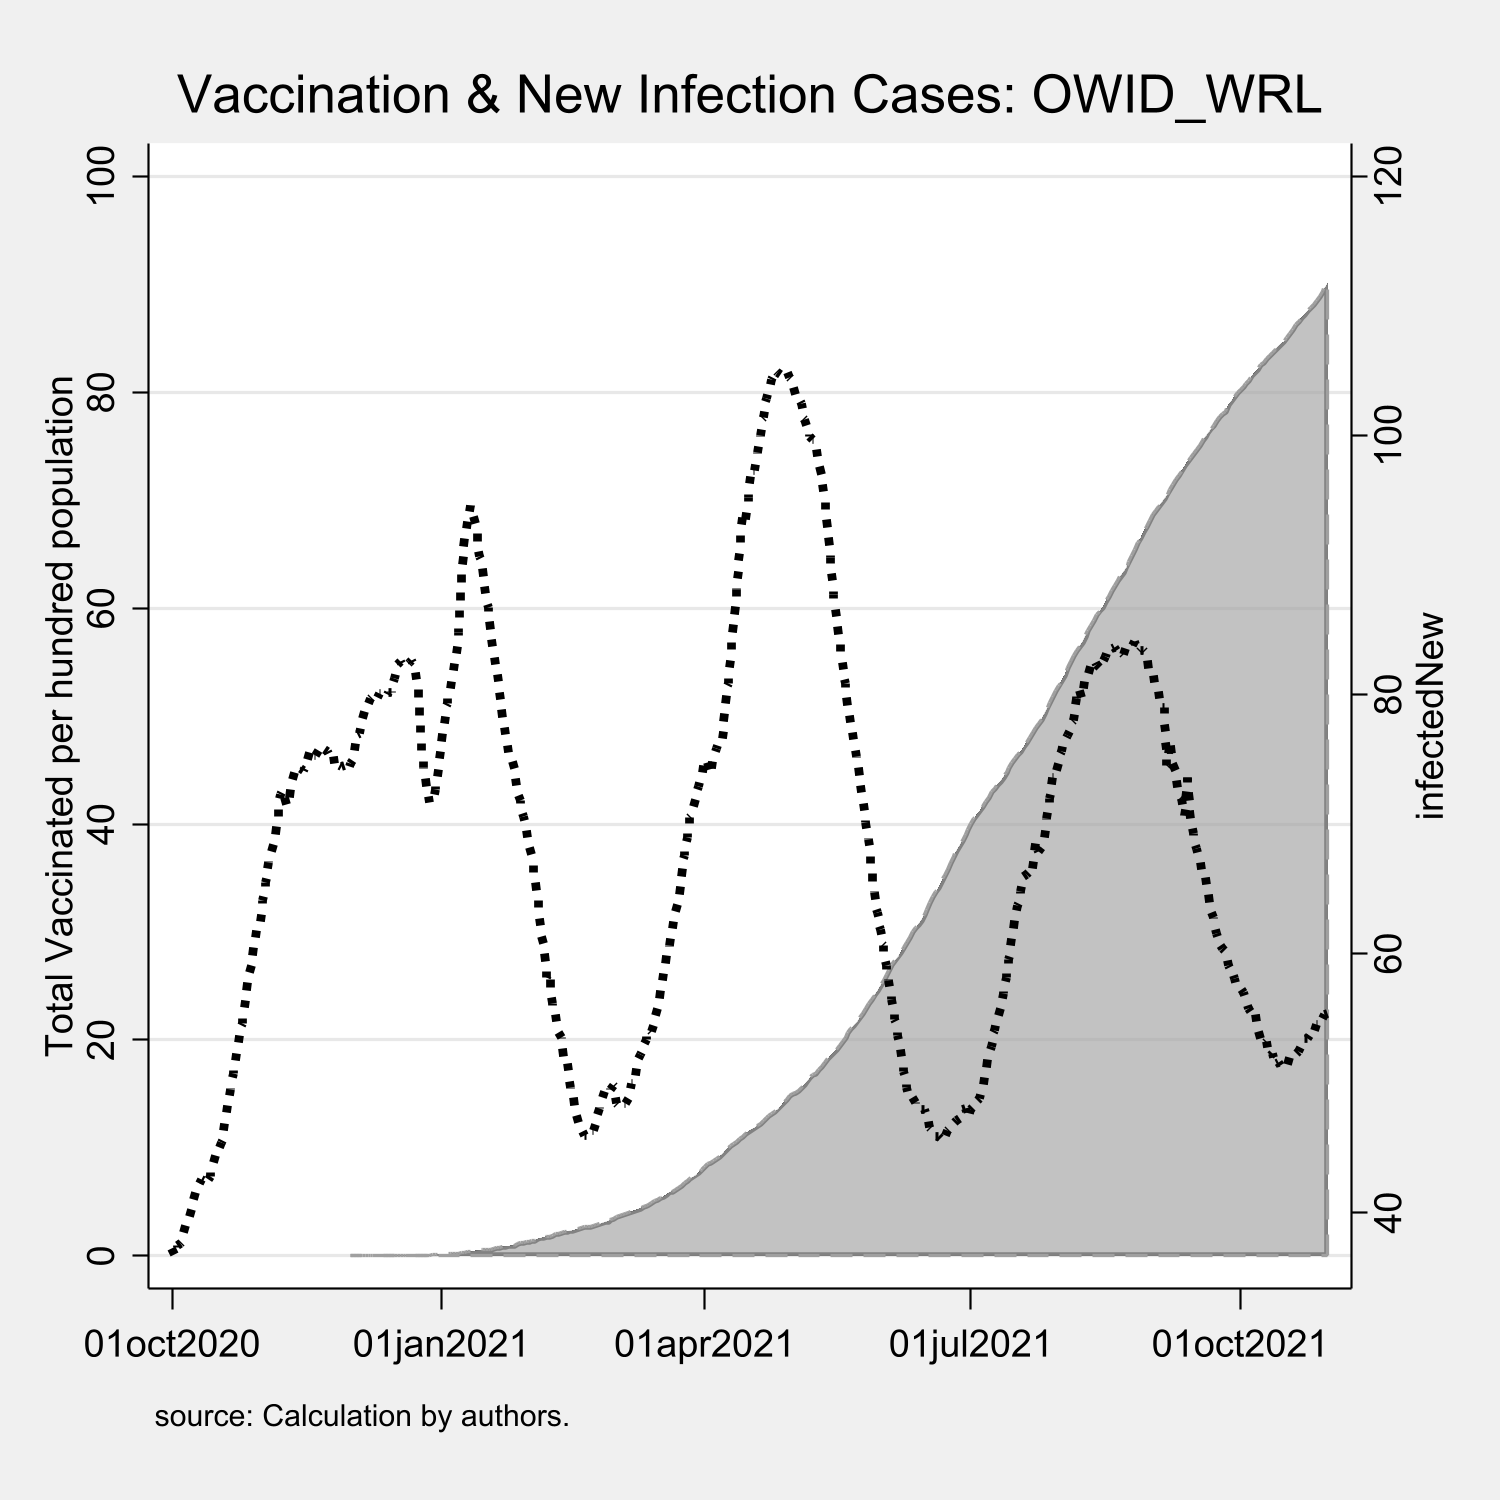 Vaccination & New Infection Cases: OWID_WRL
Total Vaccinated per hundred population
100
80
60
40
20
0
120
100
80
60
40
infectedNew
01oct2020 01jan2021 01apr2021 01jul2021 01oct2021
source: Calculation by authors.